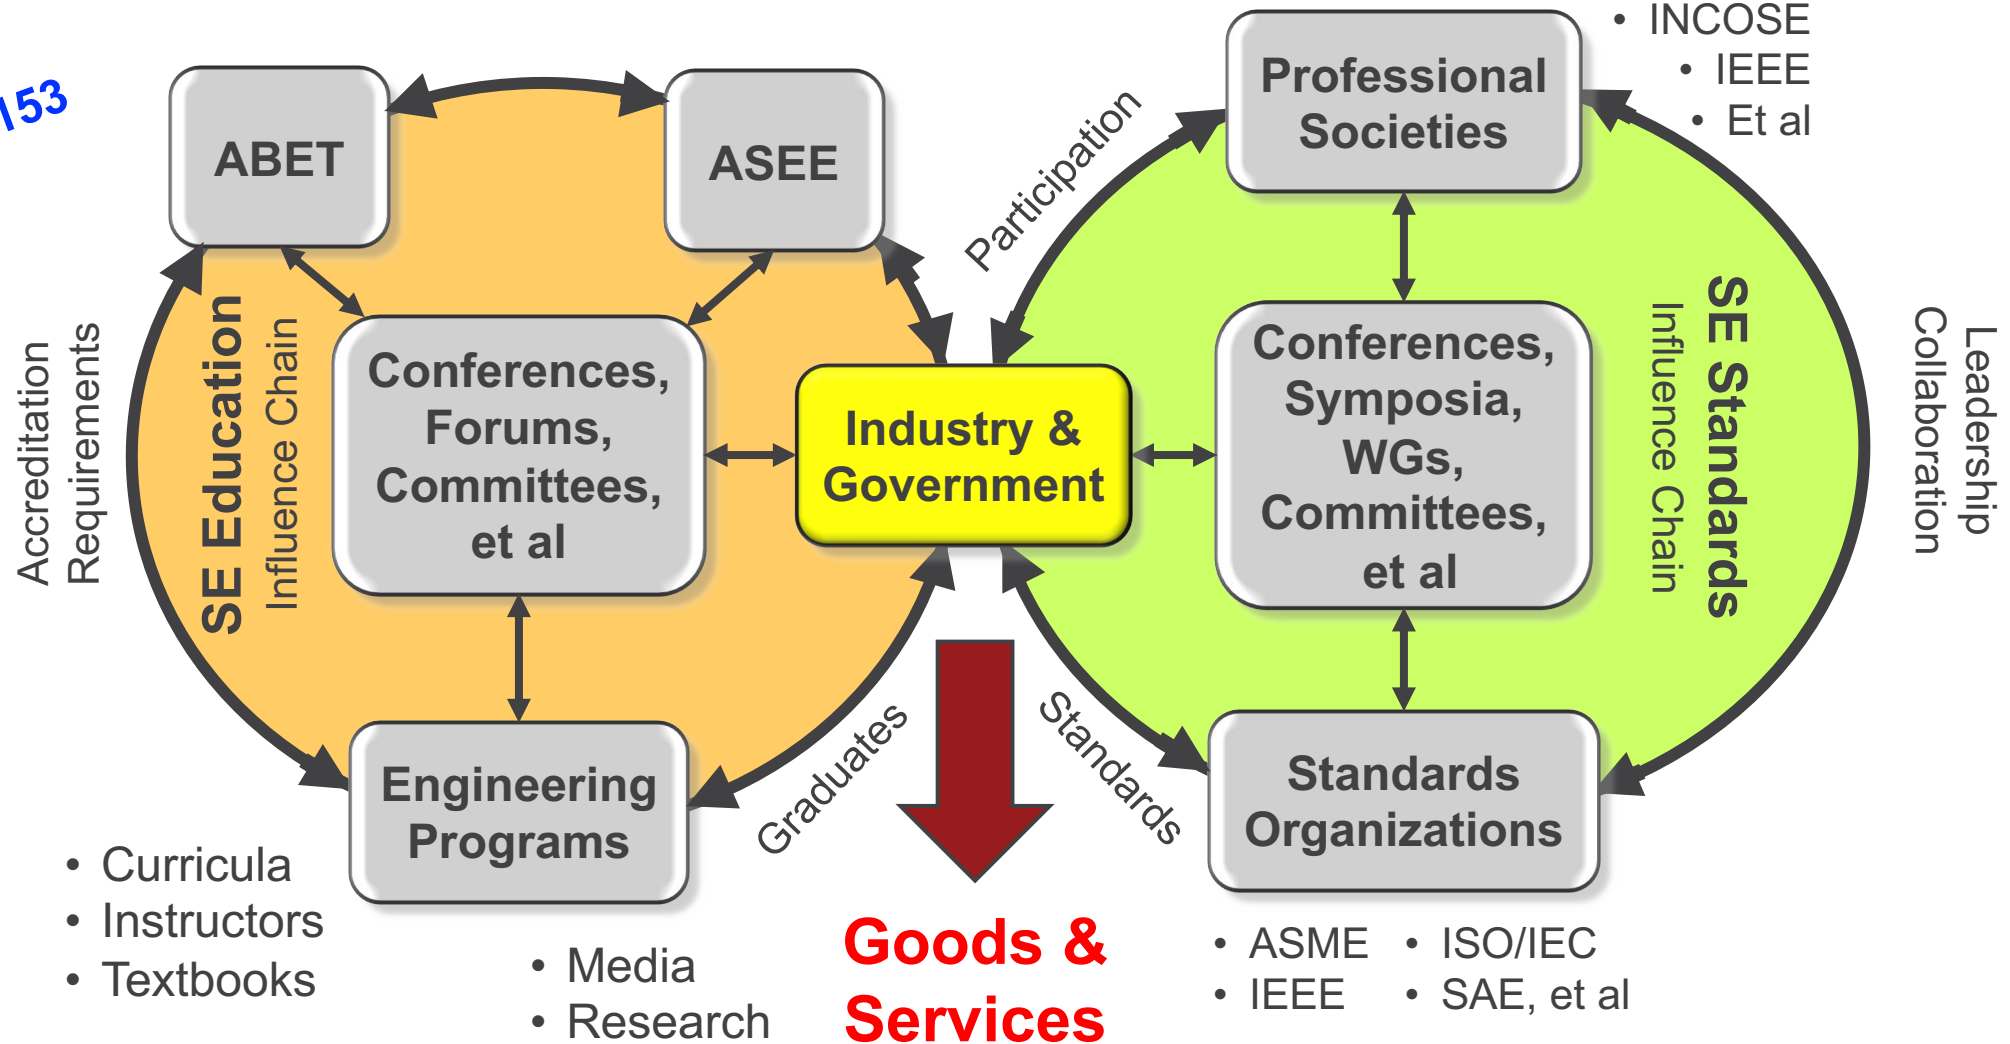 153
ABET
ASEE
Professional
Societies
• INCOSE
• IEEE
• Et al
Participation
Accreditation
Requirements
SE Education
Influence Chain
Conferences,
Forums,
Committees,
et al
Industry &
Government
Conferences,
Symposia,
WGs,
Committees,
et al
SE Standards
Influence Chain
Leadership
Collaboration
Engineering
Programs
Graduates
Standards
Standards
Organizations
• Curricula
• Instructors
• Textbooks
• Media
• Research
Goods &
Services
• ASME • ISO/IEC
• IEEE • SAE, et al